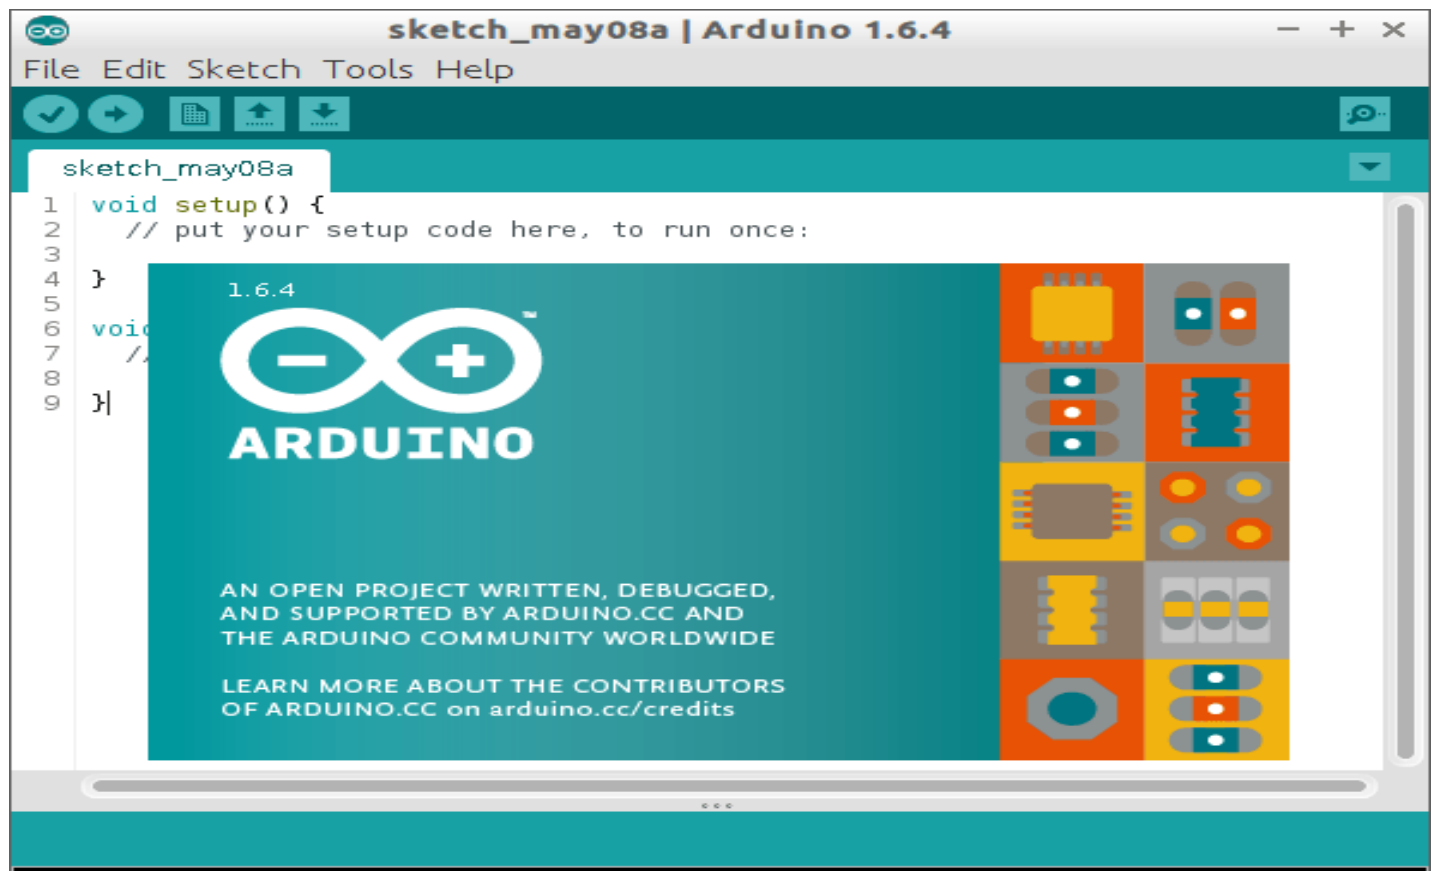 sketch_may08a | Arduino 1.6.4
File Edit Sketch Tools Help
sketch_may08a
1 void setup() {
2 // put your setup code here, to run once:
3
4 }
5
6 voi
7 //
8
9 }
1.6.4
™
ARDUINO
AN OPEN PROJECT WRITTEN, DEBUGGED,
AND SUPPORTED BY ARDUINO.CC AND
THE ARDUINO COMMUNITY WORLDWIDE
LEARN MORE ABOUT THE CONTRIBUTORS
OF ARDUINO.CC on arduino.cc/credits